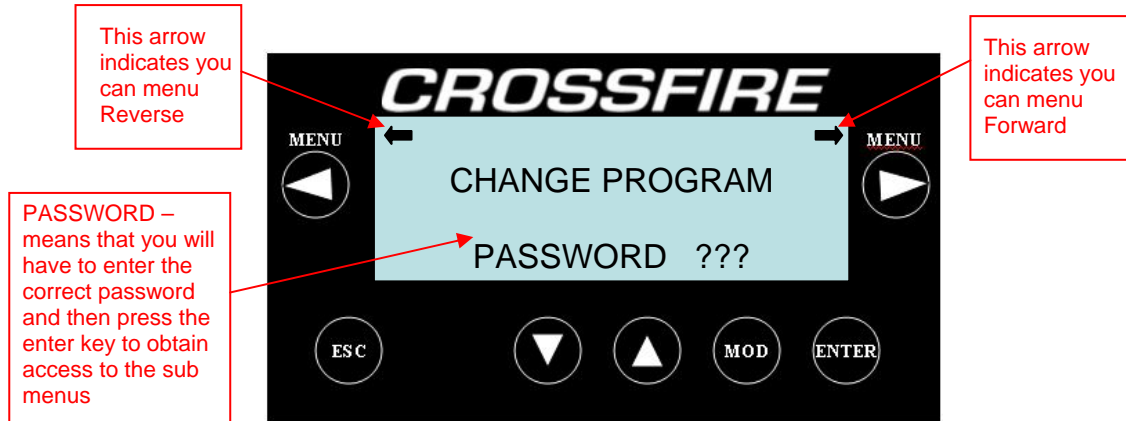 This arrow
indicates you
can menu
Reverse
CROSSFIRE
This arrow
indicates you
can menu
Forward
MENU
MENU
CHANGE PROGRAM
PASSWORD ???
PASSWORD –
means that you will
have to enter the
correct password
and then press the
enter key to obtain
access to the sub
menus
ESC
MOD
ENTER